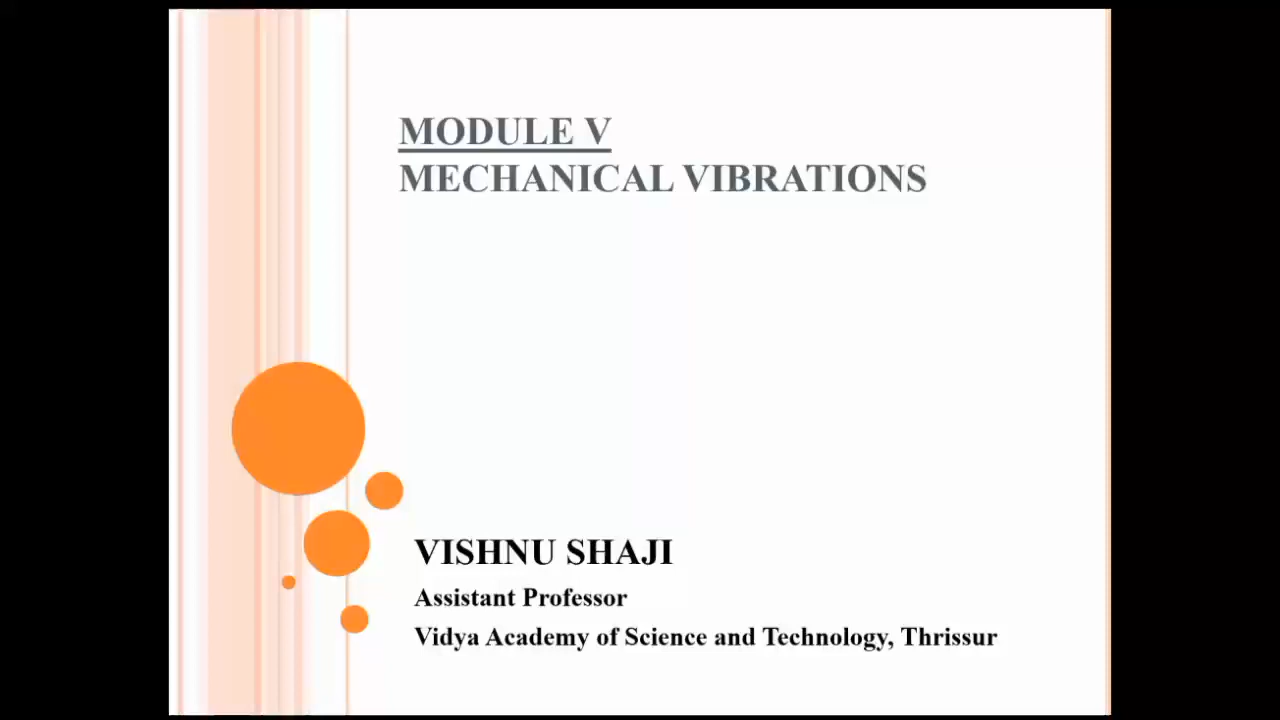 MODULE V
MECHANICAL VIBRATIONS
VISHNU SHAJI
Assistant Professor
Vidya Academy of Science and Technology, Thrissur